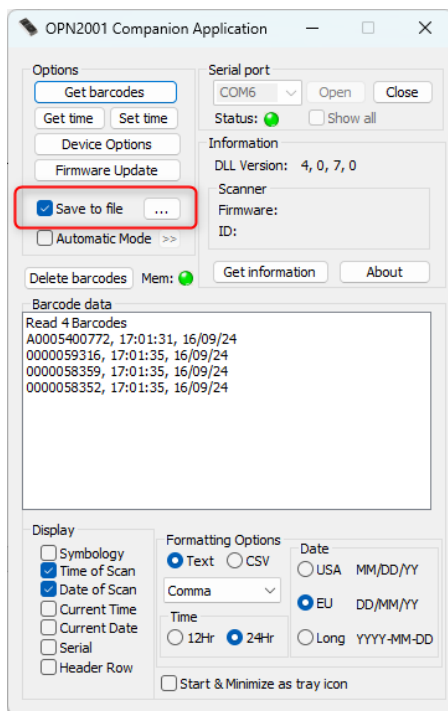 OPN2001 Companion Application
Options
Get barcodes
Get time Set time
Device Options
Firmware Update
Save to file ...
Automatic Mode >>
Delete barcodes Mem:
Serial port
COM6 Open Close
Status: Show all
Information
DLL Version: 4, 0, 7, 0
Scanner
Firmware:
ID:
Get information About
Barcode data
Read 4 Barcodes
A0005400772, 17:01:31, 16/09/24
0000059316, 17:01:35, 16/09/24
0000058359, 17:01:35, 16/09/24
0000058352, 17:01:35, 16/09/24
Display
Symbology
Time of Scan
Date of Scan
Current Time
Current Date
Serial
Header Row
Formatting Options
Text CSV
Comma
Time
12Hr 24Hr
Date
USA MM/DD/YY
EU DD/MM/YY
Long YYYY-MM-DD
Start & Minimize as tray icon